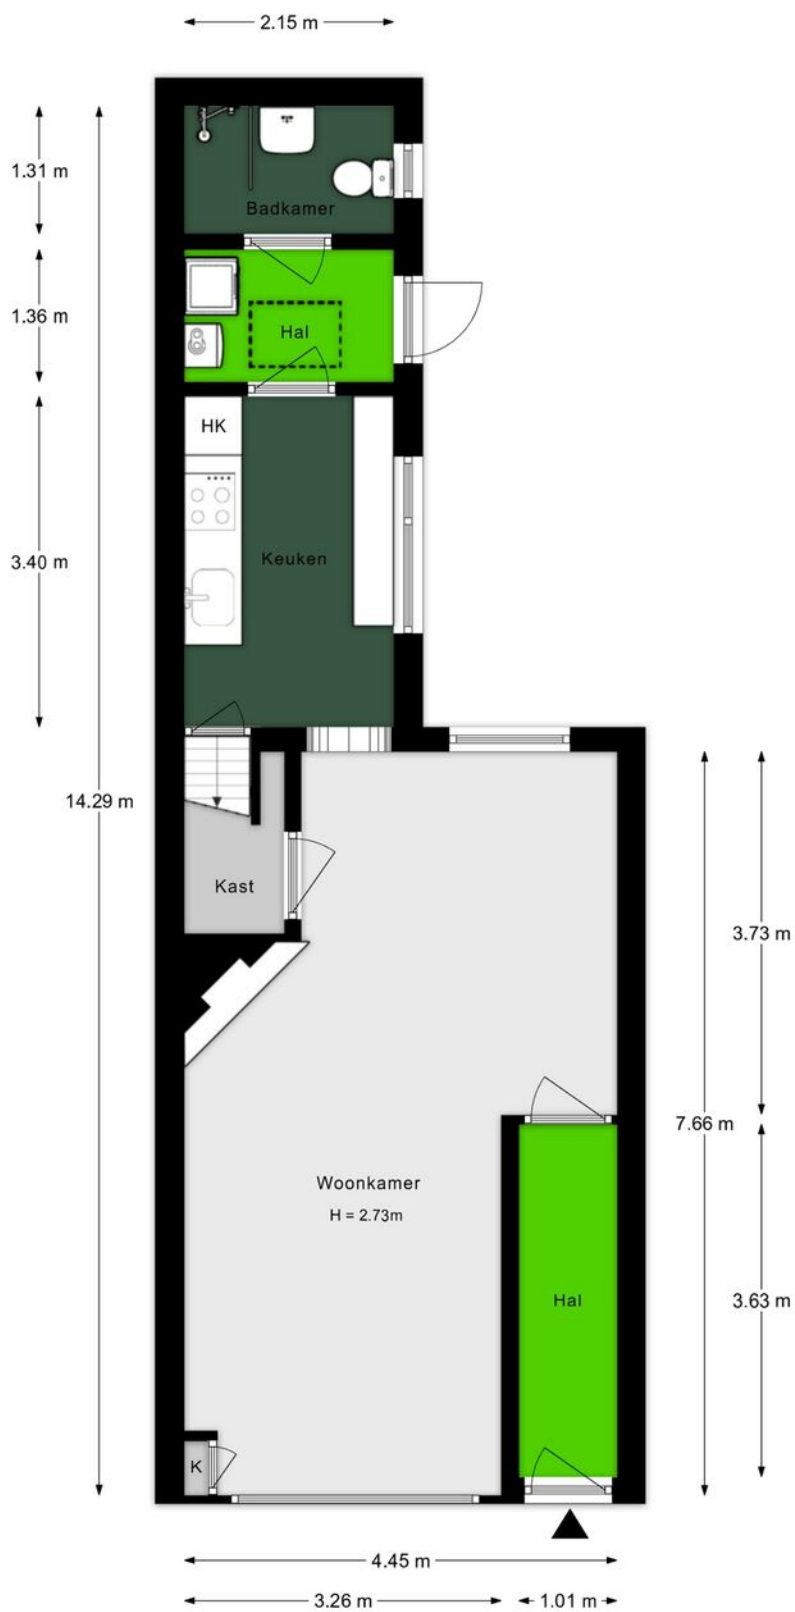 2.15 m
1.31 m
Badkamer
1.36 m
Hal
HK
3.40 m
Keuken
14.29 m
Kast
3.73 m
7.66 m
Woonkamer
H = 2.73m
Hal
3.63 m
K
4.45 m
3.26 m
1.01 m